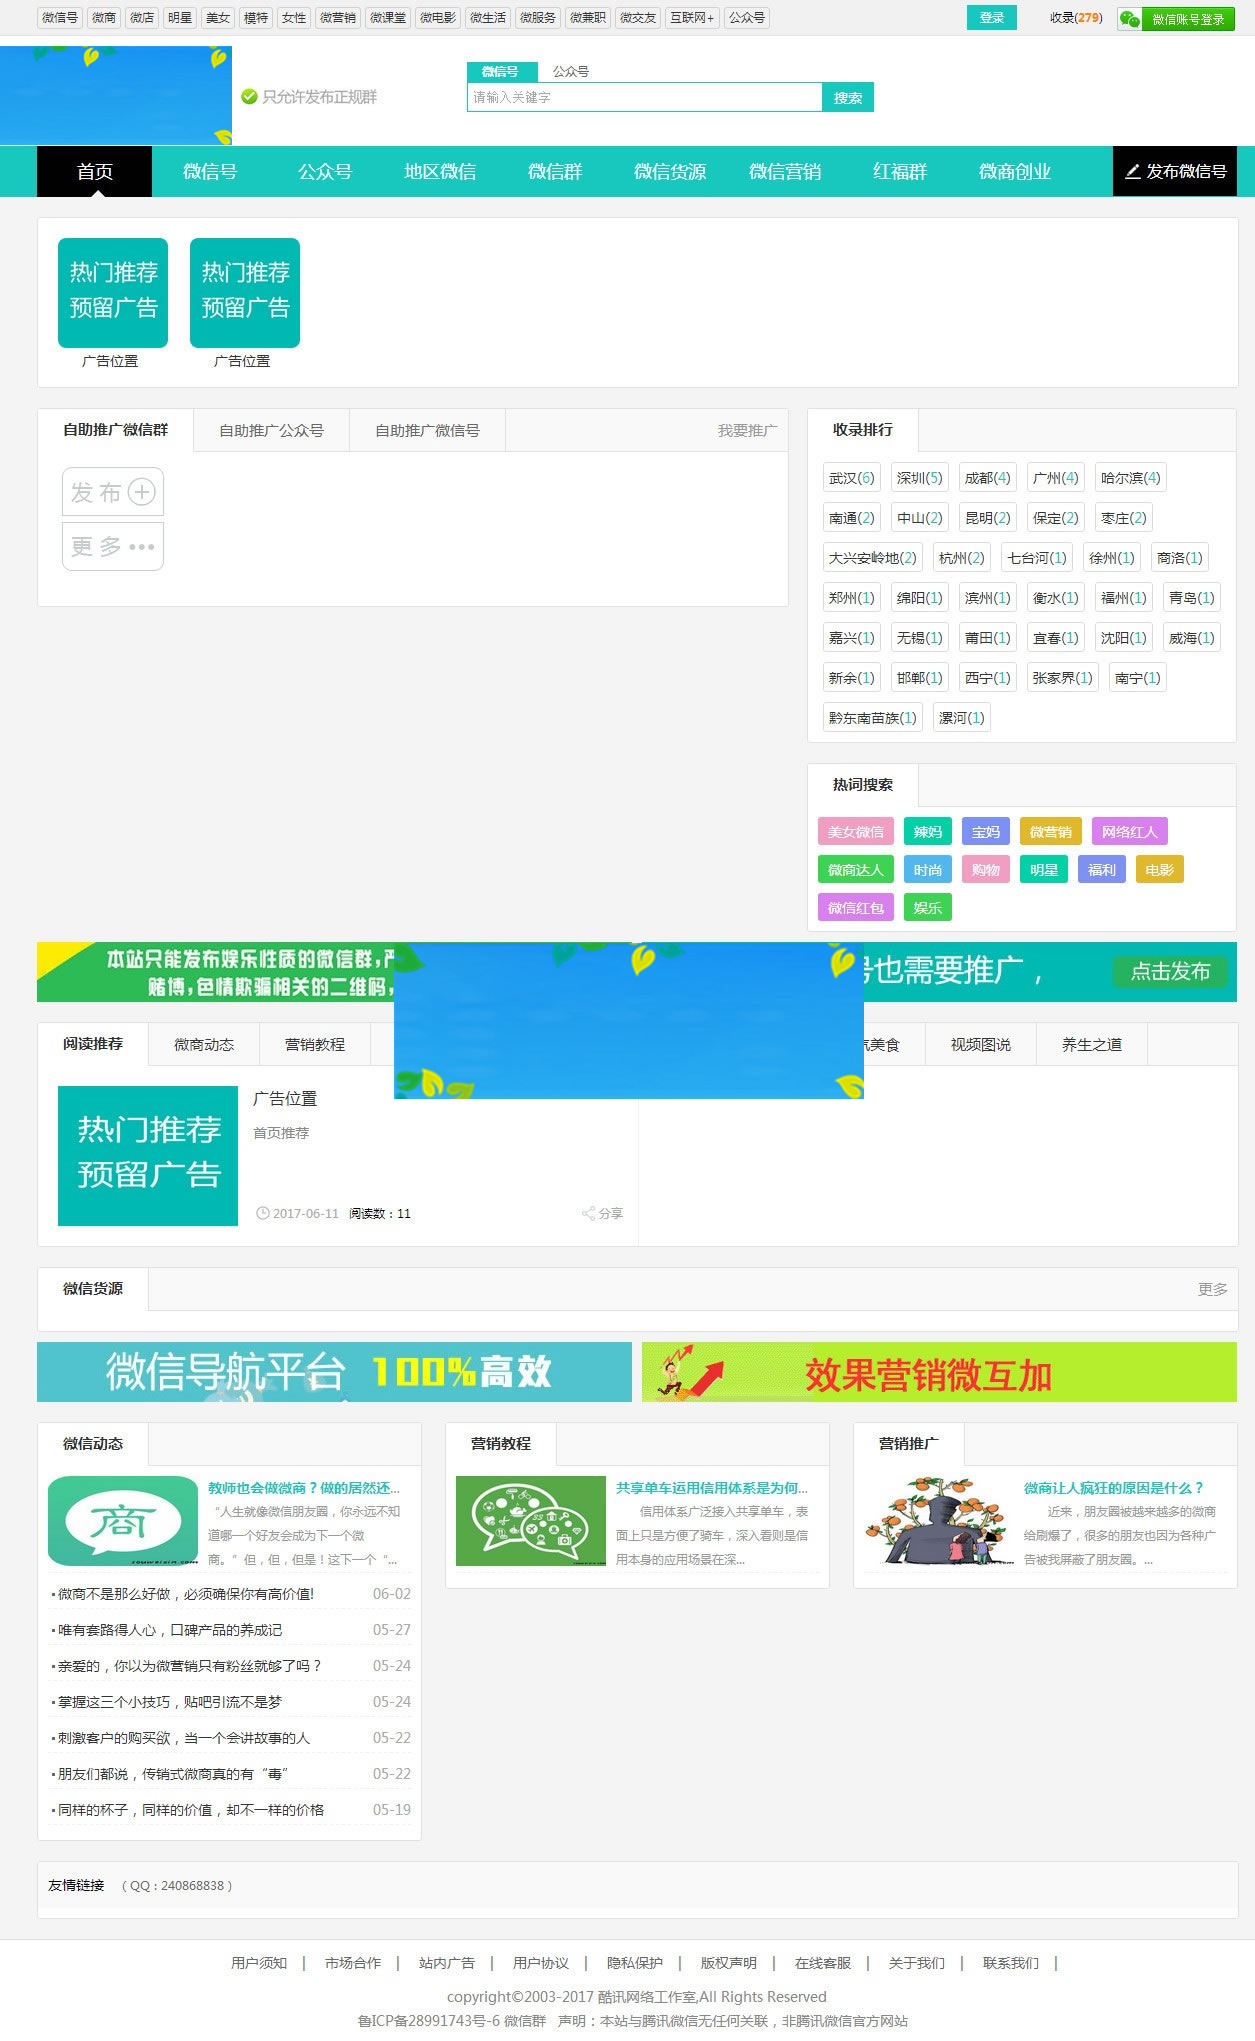 微信号 微商 微店 明星 美女 模特 女性 微营销 微课堂 微电影 微生活 微服务 微兼职 微交友 互联网+ 公众号 登录 收录(279) 微信账号登录
微信号 公众号
只允许发布正规群 请输入关键字 搜索
首页 微信号 公众号 地区微信 微信群 微信货源 微信营销 红福群 微商创业 发布微信号
热门推荐 热门推荐
预留广告 预留广告
广告位置 广告位置
自助推广微信群 自助推广公众号 自助推广微信号 我要推广
发布
更多
收录排行
武汉(6) 深圳(5) 成都(4) 广州(4) 哈尔滨(4)
南通(2) 中山(2) 昆明(2) 保定(2) 枣庄(2)
大兴安岭地(2) 杭州(2) 七台河(1) 徐州(1) 商洛(1)
郑州(1) 绵阳(1) 滨州(1) 衡水(1) 福州(1) 青岛(1)
嘉兴(1) 无锡(1) 莆田(1) 宜春(1) 沈阳(1) 威海(1)
新余(1) 邯郸(1) 西宁(1) 张家界(1) 南宁(1)
黔东南苗族(1) 漯河(1)
热词搜索
美女微信 辣妈 宝妈 微营销 网络红人
微商达人 时尚 购物 明星 福利 电影
微信红包 娱乐
本站只能发布娱乐性质的微信群，严
赌博，色情欺骗相关的二维码，
号也需要推广， 点击发布
阅读推荐 微商动态 营销教程 气美食 视频图说 养生之道
热门推荐
预留广告
广告位置
首页推荐
2017-06-11 阅读数：11 分享
微信货源 更多
微信导航平台 100%高效 效果营销微互加
微信动态
商
教师也会做微商？做的居然还...
“人生就像微信朋友圈，你永远不知
道哪一个好友会成为下一个微
商。”但，但，但是！这下一个“...
微商不是那么好做，必须确保你有高价值! 06-02
唯有套路得人心，口碑产品的养成记 05-27
亲爱的，你以为微营销只有粉丝就够了吗？ 05-24
掌握这三个小技巧，贴吧引流不是梦 05-24
刺激客户的购买欲，当一个会讲故事的人 05-22
朋友们都说，传销式微商真的有“毒” 05-22
同样的杯子，同样的价值，却不一样的价格 05-19
营销教程
共享单车运用信用体系是为何...
信用体系广泛接入共享单车，表
面上只是方便了骑车，深入看则是信
用本身的应用场景在深...
营销推广
微商让人疯狂的原因是什么？
近来，朋友圈被越来越多的微商
给刷爆了，很多的朋友也因为各种广
告被我屏蔽了朋友圈。...
友情链接 （ QQ : 240868838 ）
用户须知 | 市场合作 | 站内广告 | 用户协议 | 隐私保护 | 版权声明 | 在线客服 | 关于我们 | 联系我们 |
copyright©2003-2017 酷讯网络工作室,All Rights Reserved
鲁ICP备28991743号-6 微信群 声明：本站与腾讯微信无任何关联，非腾讯微信官方网站